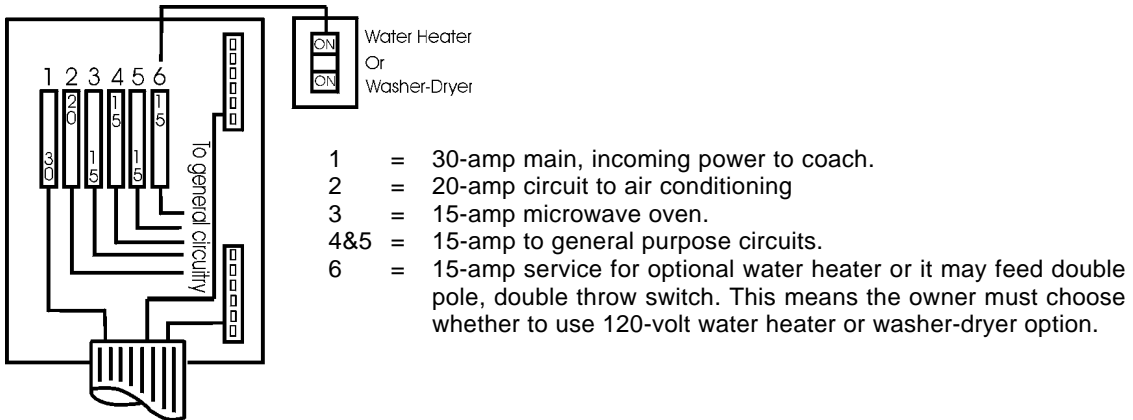 ON
ON
Water Heater
Or
Washer-Dryer
1 2 3 4 5 6
30
20
15
15
15
15
To general circuitry
1 = 30-amp main, incoming power to coach.
2 = 20-amp circuit to air conditioning
3 = 15-amp microwave oven.
4&5 = 15-amp to general purpose circuits.
6 = 15-amp service for optional water heater or it may feed double
pole, double throw switch. This means the owner must choose
whether to use 120-volt water heater or washer-dryer option.